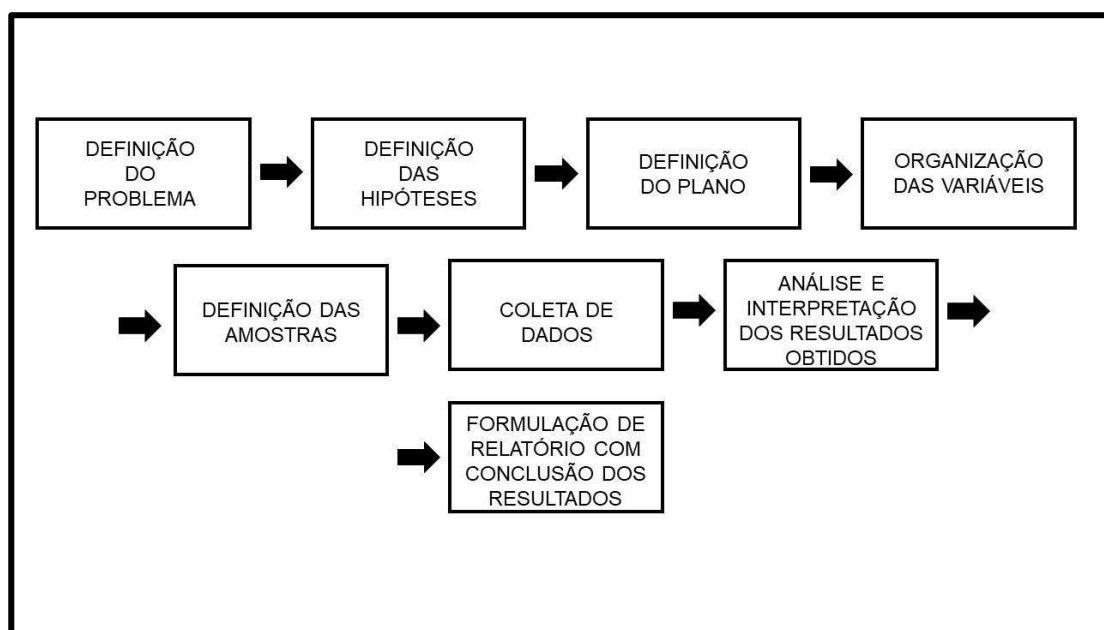 DEFINIÇÃO
DO
PROBLEMA
DEFINIÇÃO
DAS
HIPÓTESES
DEFINIÇÃO
DO PLANO
ORGANIZAÇÃO
DAS VARIÁVEIS
DEFINIÇÃO DAS
AMOSTRAS
COLETA DE
DADOS
ANÁLISE E
INTERPRETAÇÃO
DOS RESULTADOS
OBTIDOS
FORMULAÇÃO DE
RELATÓRIO COM
CONCLUSÃO DOS
RESULTADOS